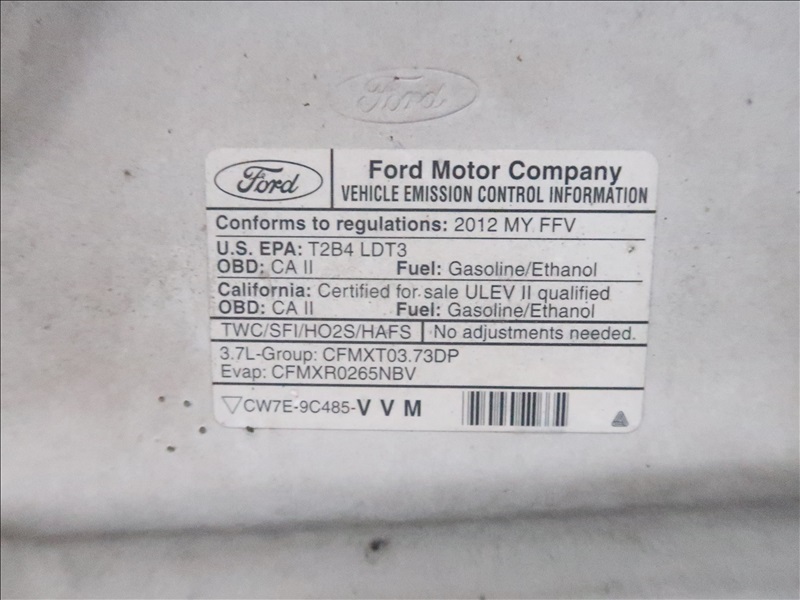 Ford
Ford
Ford Motor Company
VEHICLE EMISSION CONTROL INFORMATION
Conforms to regulations: 2012 MY FFV
U.S. EPA: T2B4 LDT3
OBD: CA II Fuel: Gasoline/Ethanol
California: Certified for sale ULEV II qualified
OBD: CA II Fuel: Gasoline/Ethanol
TWC/SFI/HO2S/HAFS No adjustments needed.
3.7L-Group: CFMXT03.73DP
Evap: CFMXR0265NBV
CW7E-9C485-VVM